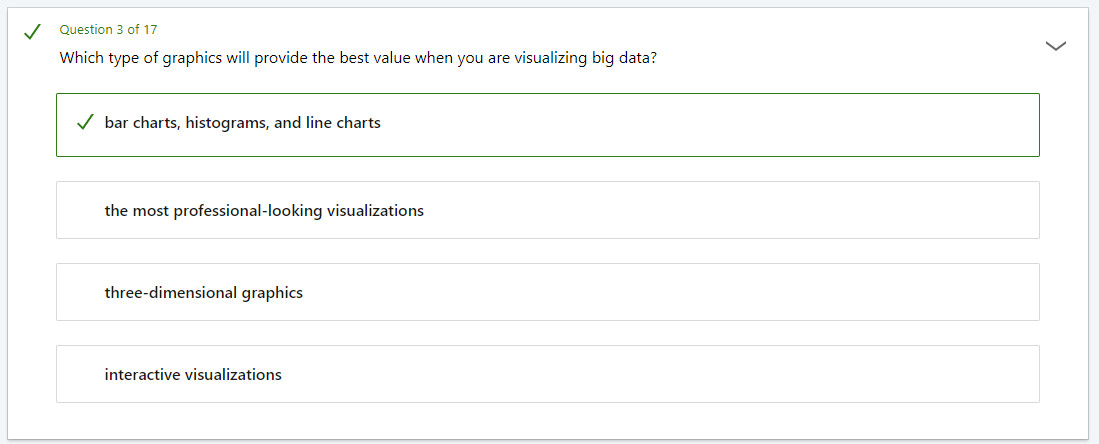 Question 3 of 17
Which type of graphics will provide the best value when you are visualizing big data?
bar charts, histograms, and line charts
the most professional-looking visualizations
three-dimensional graphics
interactive visualizations